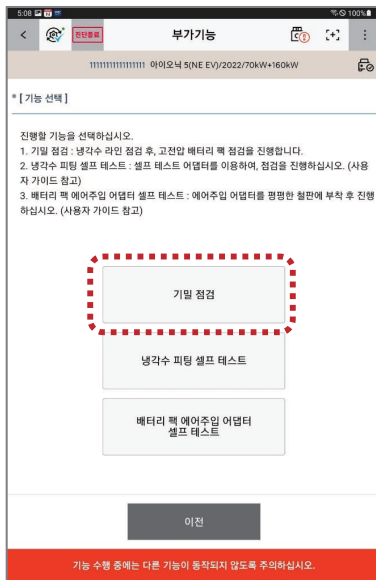 5:08 100%
진단종료 부가기능
1111111111111111 아이오닉 5(NE EV)/2022/70kW+160kW
* [ 기능 선택 ]
진행할 기능을 선택하십시오.
1. 기밀 점검 : 냉각수 라인 점검 후, 고전압 배터리 팩 점검을 진행합니다.
2. 냉각수 피팅 셀프 테스트 : 셀프 테스트 어댑터를 이용하여, 점검을 진행하십시오. (사용
자 가이드 참고)
3. 배터리 팩 에어주입 어댑터 셀프 테스트 : 에어주입 어댑터를 평평한 철판에 부착 후 진행
하십시오. (사용자 가이드 참고)
기밀 점검
냉각수 피팅 셀프 테스트
배터리 팩 에어주입 어댑터
셀프 테스트
이전
기능 수행 중에는 다른 기능이 동작되지 않도록 주의하십시오.